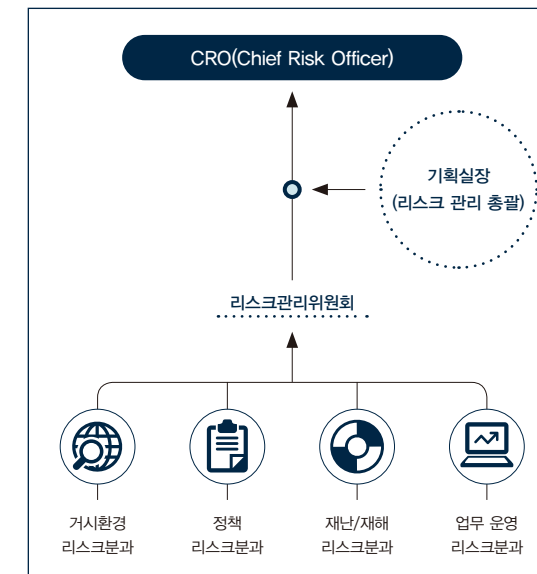 CRO(Chief Risk Officer)
기획실장
(리스크 관리 총괄)
리스크관리위원회
거시환경
리스크분과
정책
리스크분과
재난/재해
리스크분과
업무 운영
리스크분과